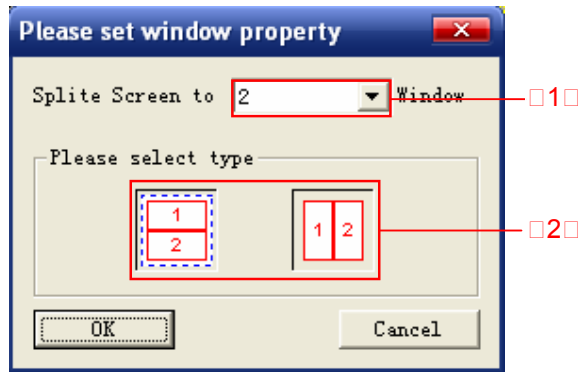 Please set window property
Splite Screen to 2 Window
□1□
Please select type
1
2
1 2
□2□
OK Cancel